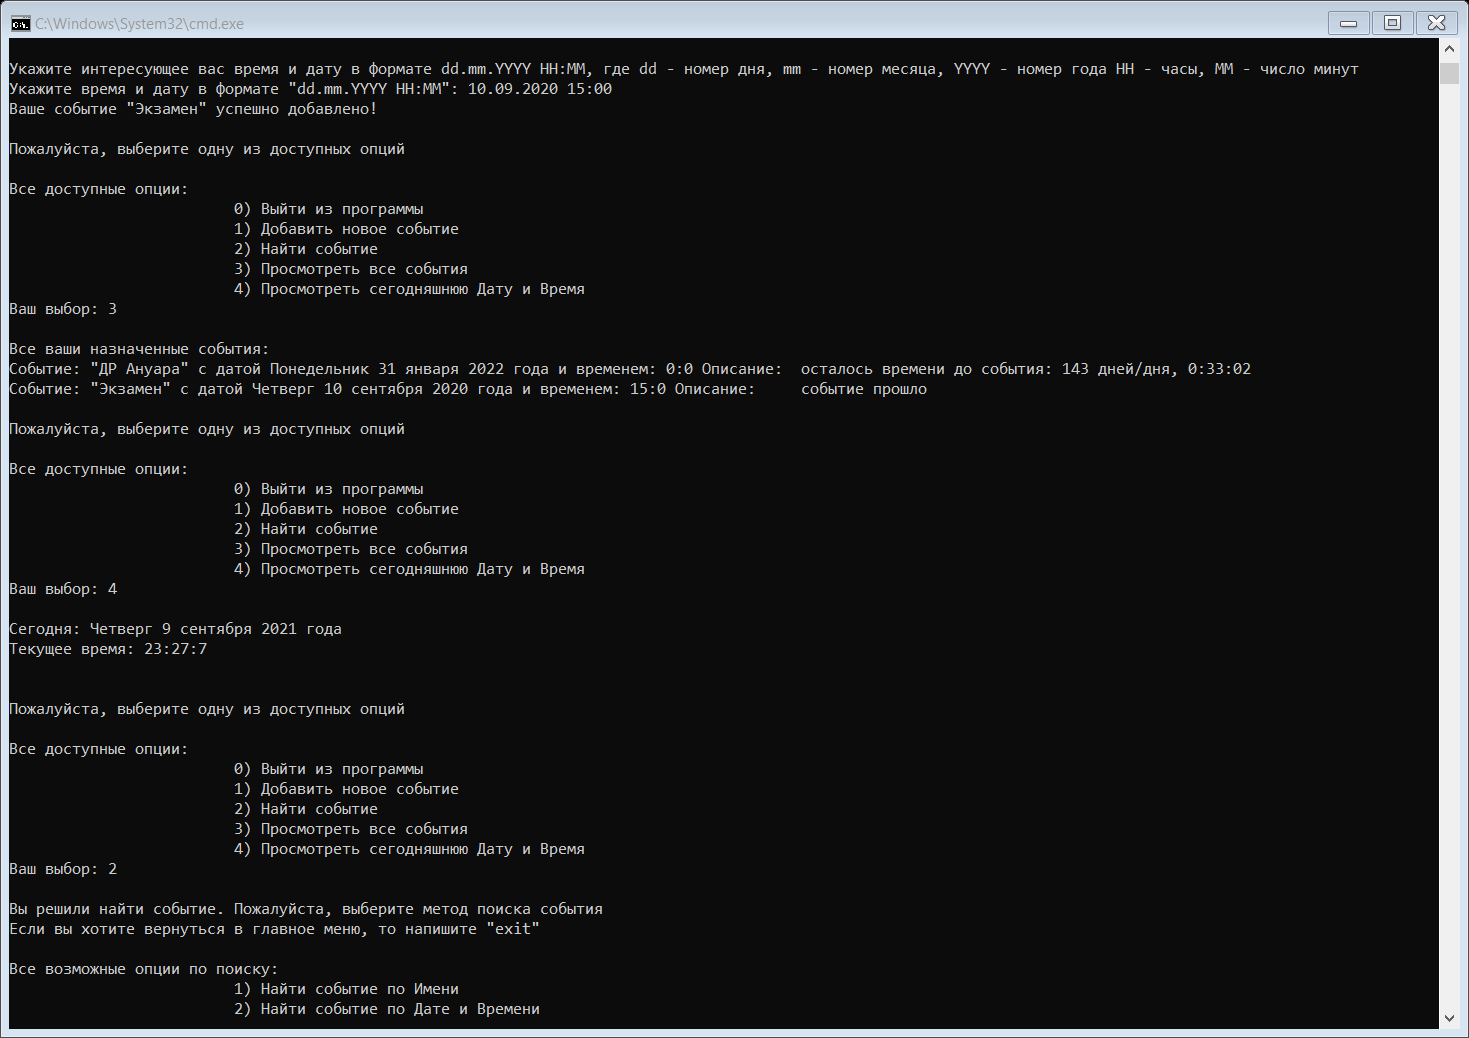 C:\Windows\System32\cmd.exe
Укажите интересующее вас время и дату в формате dd.mm.YYYY HH:MM, где dd - номер дня, mm - номер месяца, YYYY - номер года HH - часы, MM - число минут
Укажите время и дату в формате "dd.mm.YYYY HH:MM": 10.09.2020 15:00
Ваше событие "Экзамен" успешно добавлено!
Пожалуйста, выберите одну из доступных опций
Все доступные опции:
0) Выйти из программы
1) Добавить новое событие
2) Найти событие
3) Просмотреть все события
4) Просмотреть сегодняшнюю Дату и Время
Ваш выбор: 3
Все ваши назначенные события:
Событие: "ДР Ануара" с датой Понедельник 31 января 2022 года и временем: 0:0 Описание:  осталось времени до события: 143 дней/дня, 0:33:02
Событие: "Экзамен" с датой Четверг 10 сентября 2020 года и временем: 15:0 Описание:     событие прошло
Пожалуйста, выберите одну из доступных опций
Все доступные опции:
0) Выйти из программы
1) Добавить новое событие
2) Найти событие
3) Просмотреть все события
4) Просмотреть сегодняшнюю Дату и Время
Ваш выбор: 4
Сегодня: Четверг 9 сентября 2021 года
Текущее время: 23:27:7
Пожалуйста, выберите одну из доступных опций
Все доступные опции:
0) Выйти из программы
1) Добавить новое событие
2) Найти событие
3) Просмотреть все события
4) Просмотреть сегодняшнюю Дату и Время
Ваш выбор: 2
Вы решили найти событие. Пожалуйста, выберите метод поиска события
Если вы хотите вернуться в главное меню, то напишите "exit"
Все возможные опции по поиску:
1) Найти событие по Имени
2) Найти событие по Дате и Времени